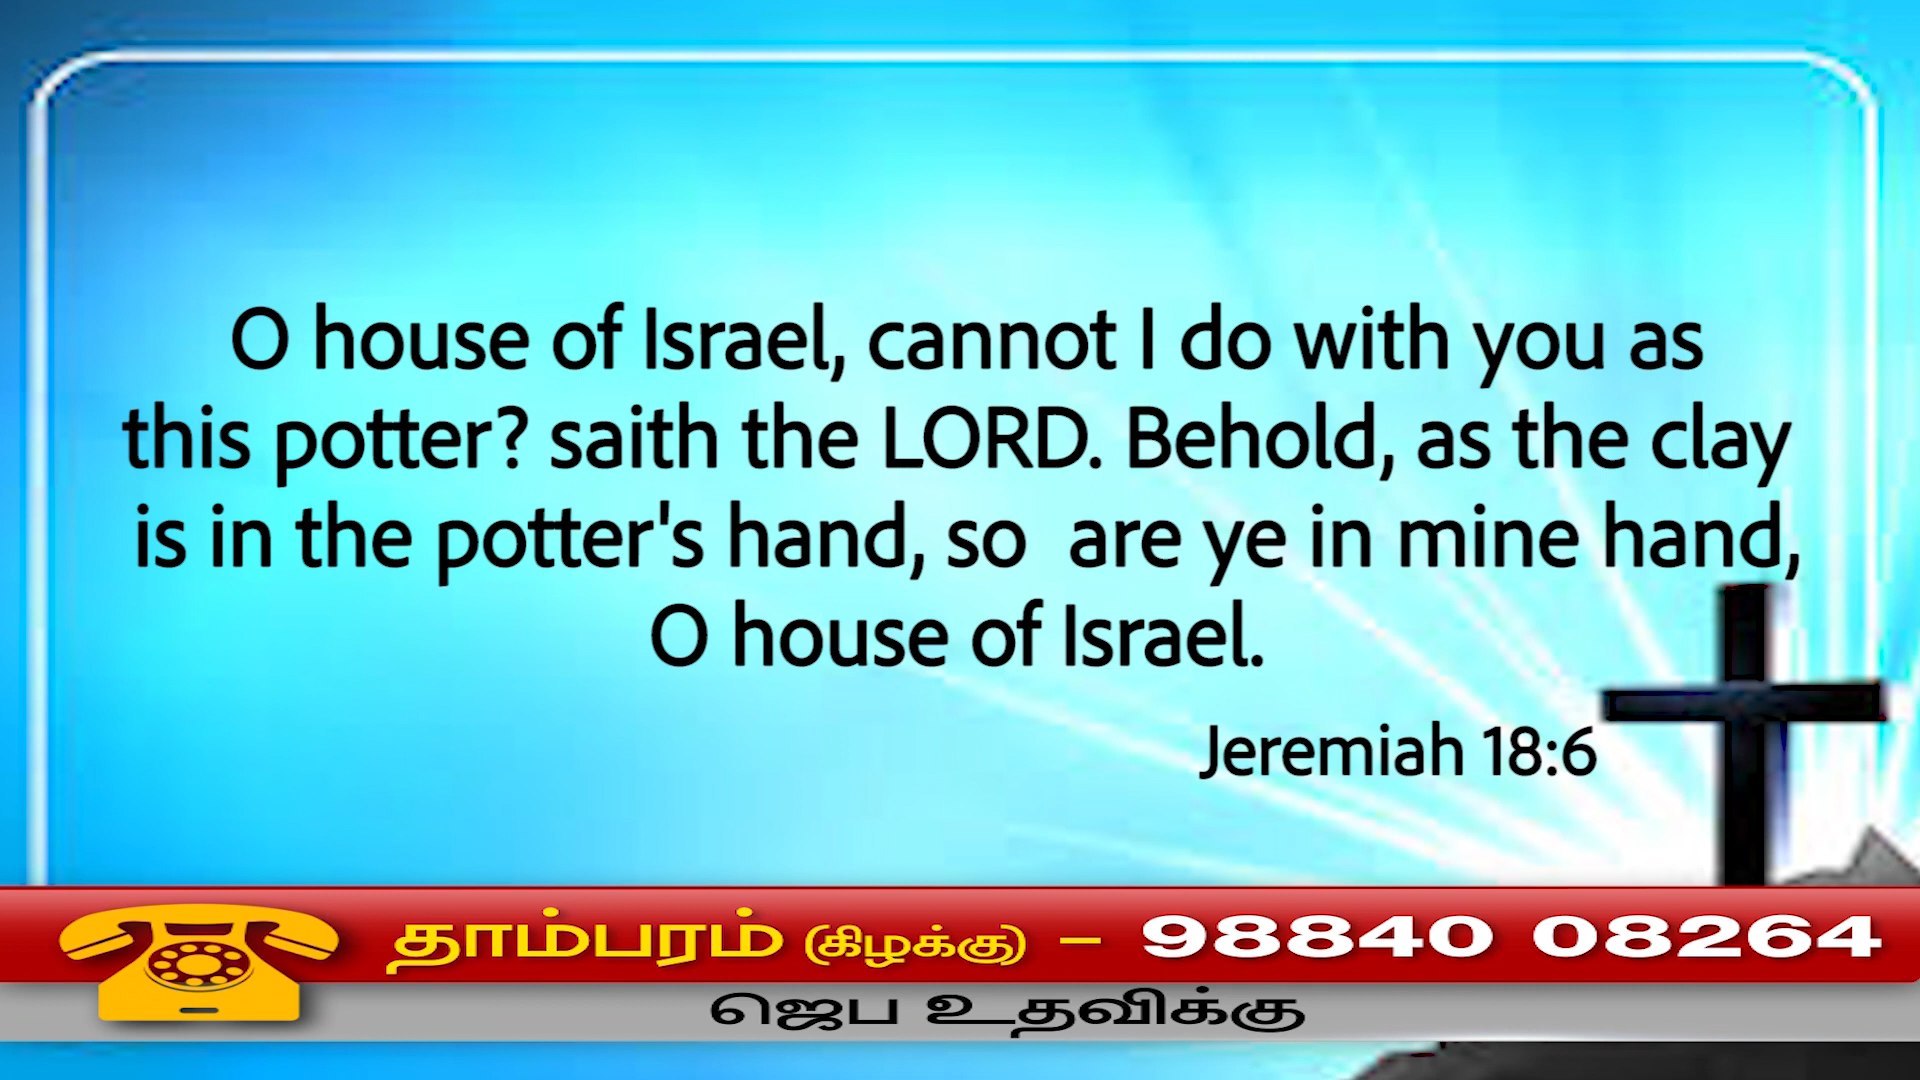 O house of Israel, cannot I do with you as
this potter? saith the LORD. Behold, as the clay
is in the potter's hand, so are ye in mine hand,
O house of Israel.
Jeremiah 18:6
தாம்பரம் (கிழக்கு) – 98840 08264
ஜெப உதவிக்கு